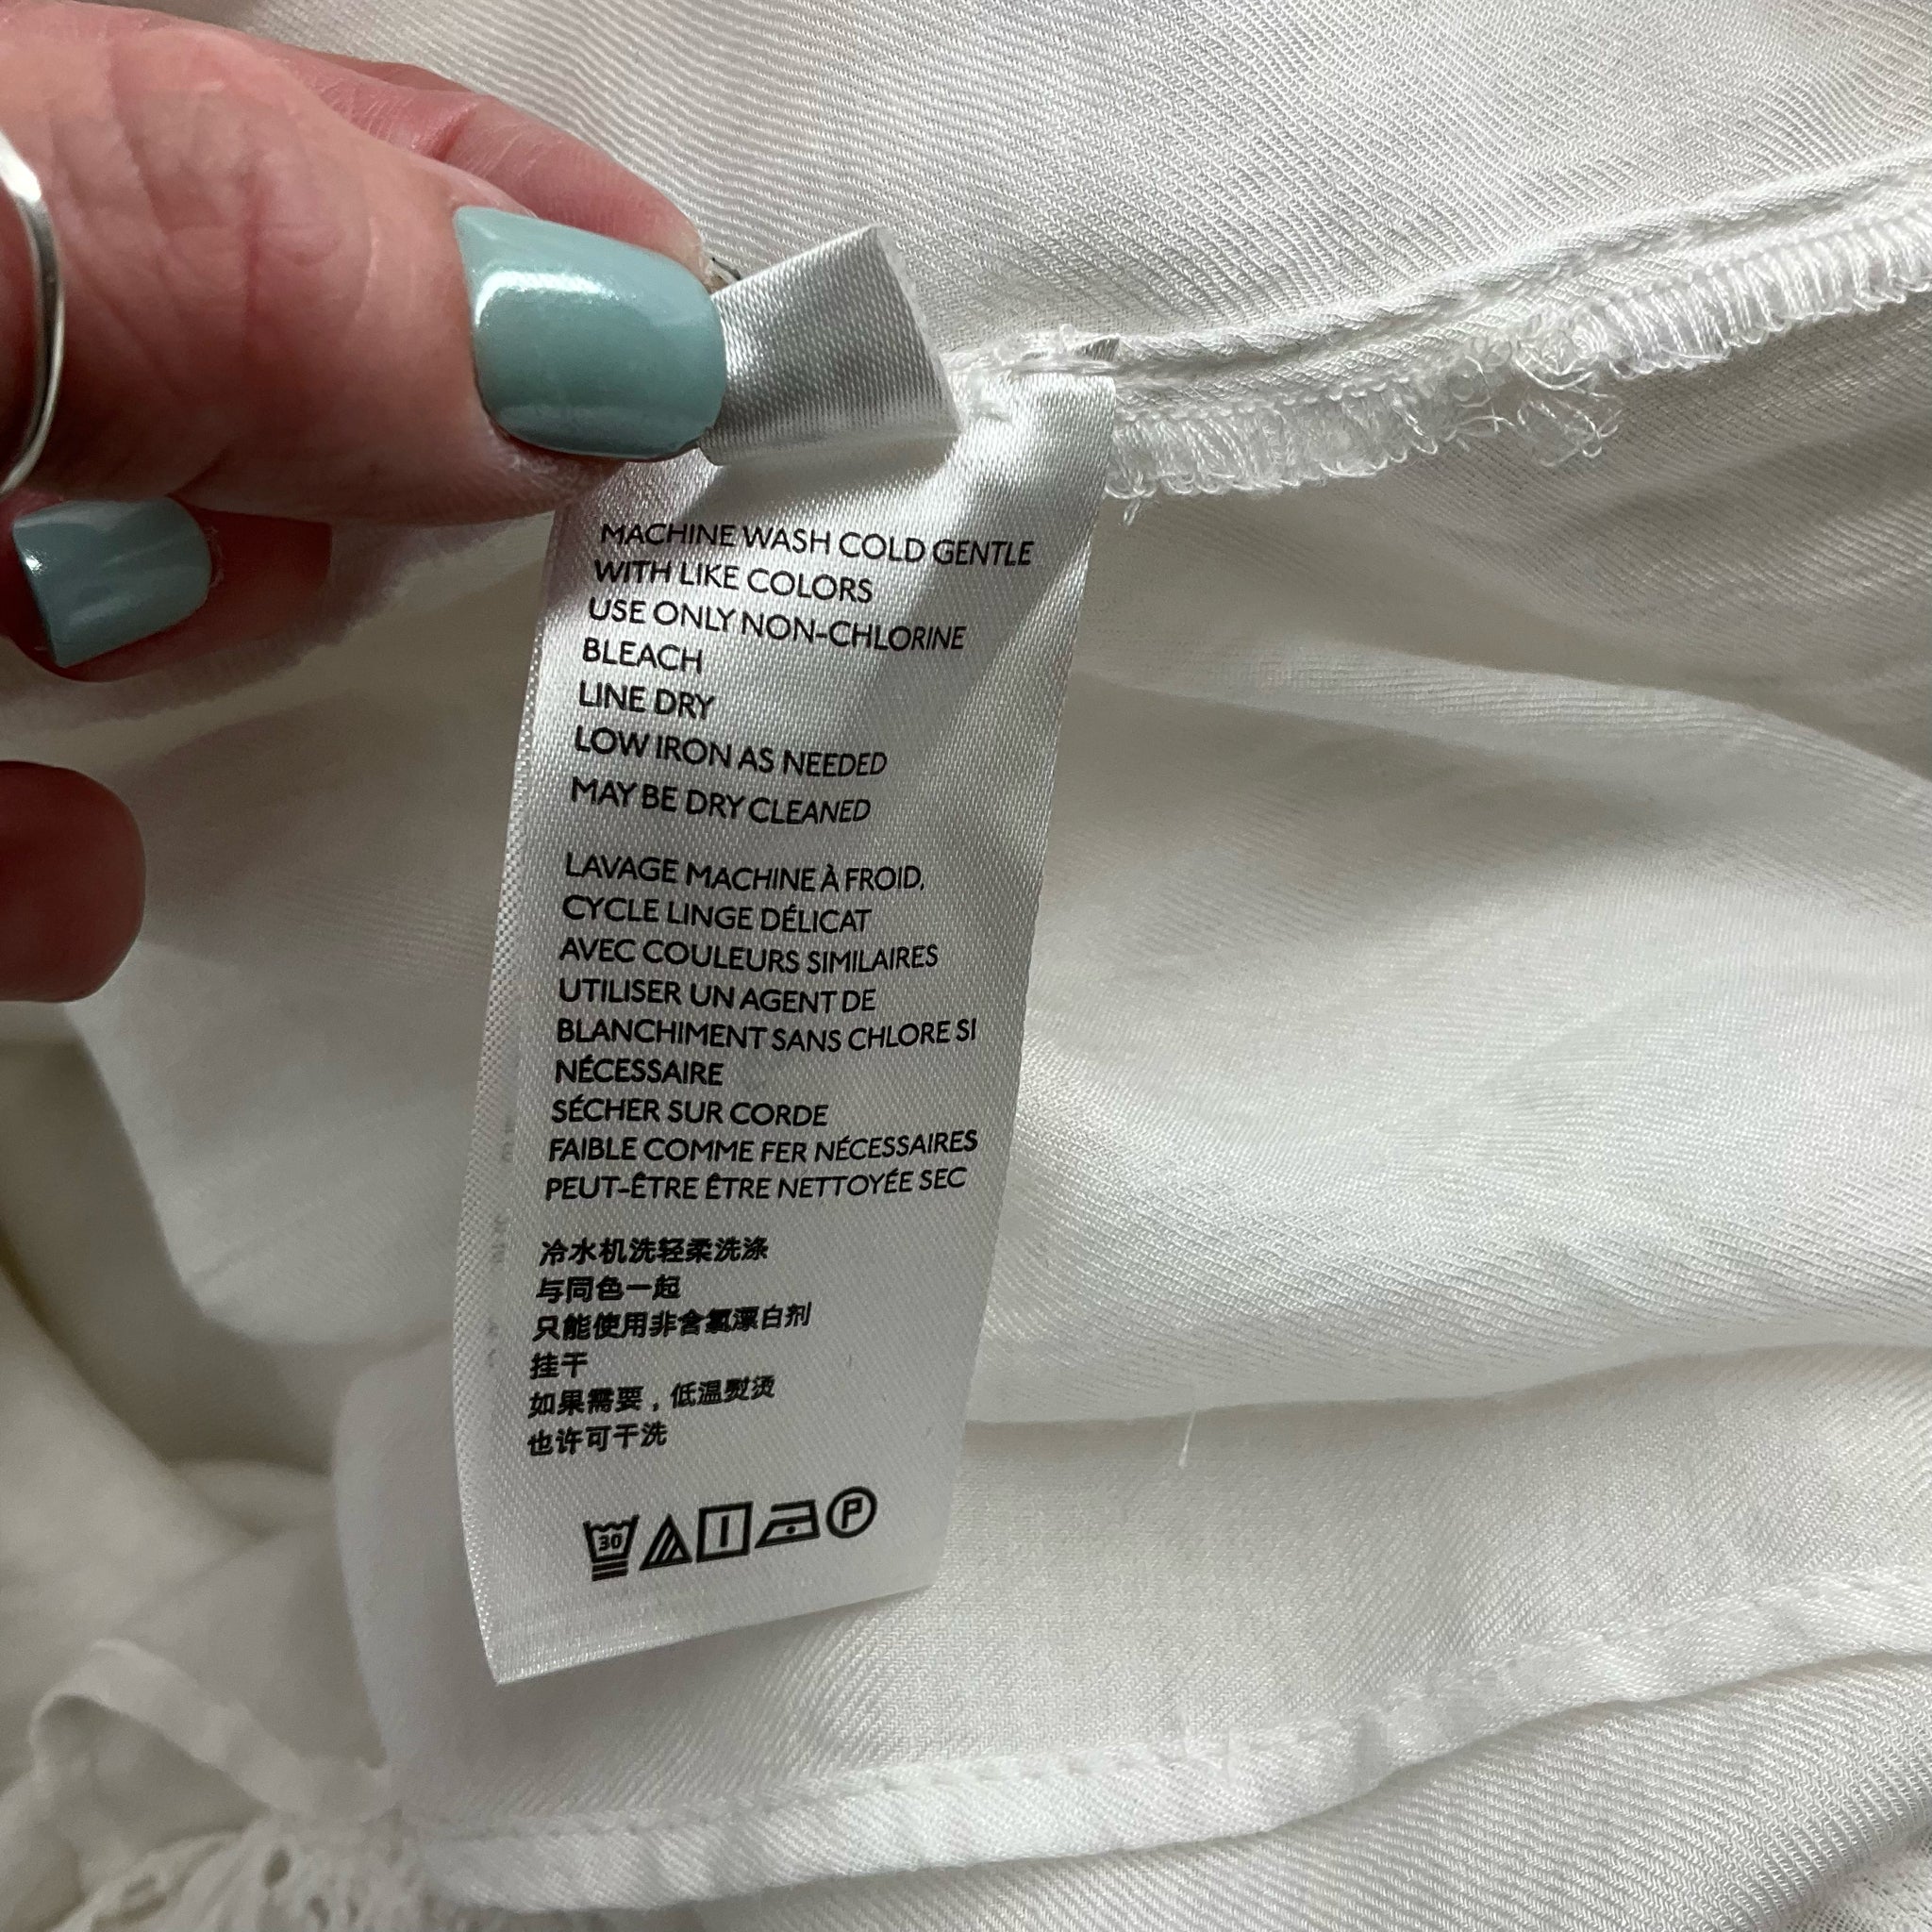 MACHINE WASH COLD GENTLE
WITH LIKE COLORS
USE ONLY NON-CHLORINE
BLEACH
LINE DRY
LOW IRON AS NEEDED
MAY BE DRY CLEANED
LAVAGE MACHINE À FROID,
CYCLE LINGE DÉLICAT
AVEC COULEURS SIMILAIRES
UTILISER UN AGENT DE
BLANCHIMENT SANS CHLORE SI
NÉCESSAIRE
SÉCHER SUR CORDE
FAIBLE COMME FER NÉCESSAIRES
PEUT-ÊTRE ÊTRE NETTOYÉE SEC
冷水机洗轻柔洗涤
与同色一起
只能使用非含氯漂白剂
挂干
如果需要，低温熨烫
也许可干洗
30 P